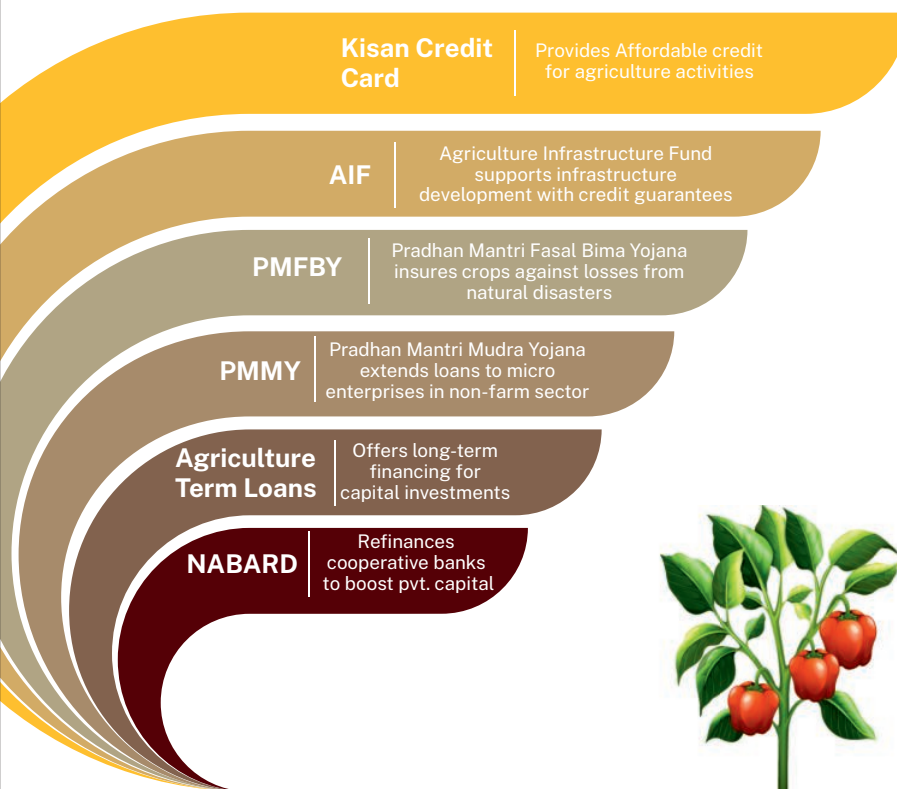 Kisan Credit
Card
Provides Affordable credit
for agriculture activities
AIF
Agriculture Infrastructure Fund
supports infrastructure
development with credit guarantees
PMFBY
Pradhan Mantri Fasal Bima Yojana
insures crops against losses from
natural disasters
PMMY
Pradhan Mantri Mudra Yojana
extends loans to micro
enterprises in non-farm sector
Agriculture
Term Loans
Offers long-term
financing for
capital investments
NABARD
Refinances
cooperative banks
to boost pvt. capital